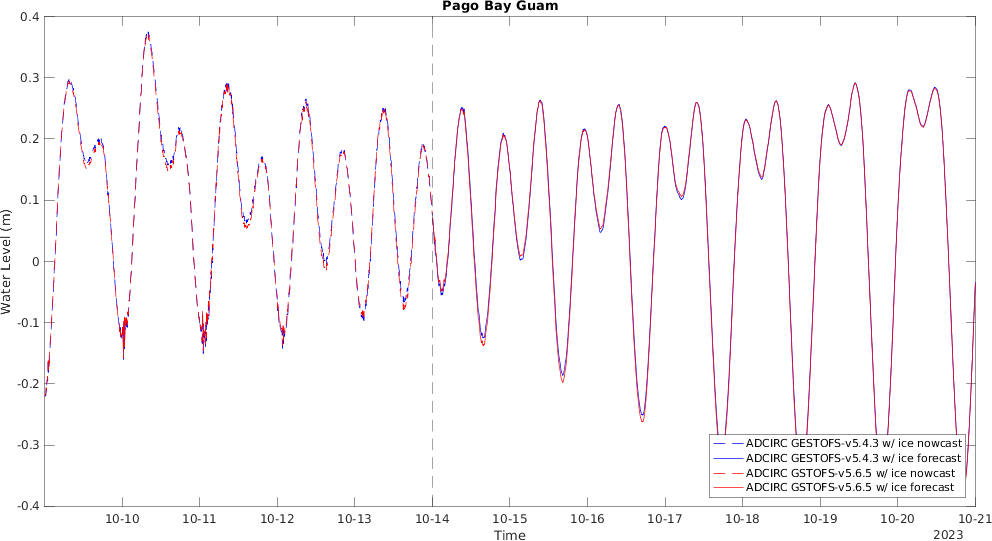 Pago Bay Guam
0.4
0.3
0.2
0.1
0
-0.1
-0.2
-0.3
-0.4
Water Level (m)
ADCIRC GESTOFS-v5.4.3 w/ ice nowcast
ADCIRC GESTOFS-v5.4.3 w/ ice forecast
ADCIRC GSTOFS-v5.6.5 w/ ice nowcast
ADCIRC GSTOFS-v5.6.5 w/ ice forecast
10-10 10-11 10-12 10-13 10-14 10-15 10-16 10-17 10-18 10-19 10-20 10-21
Time
2023